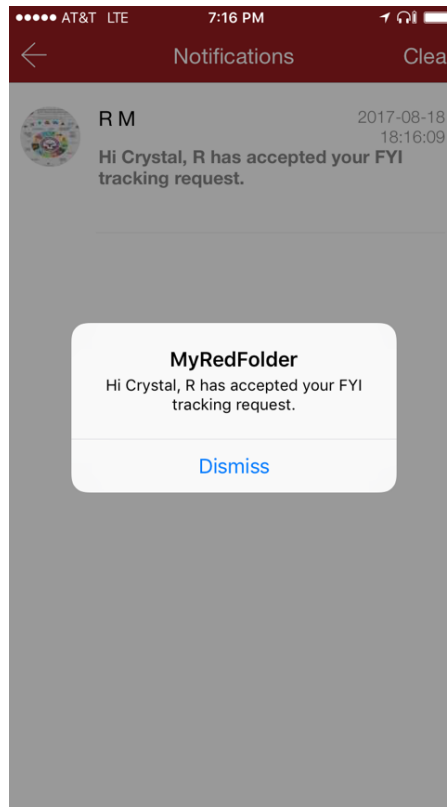 AT&T LTE 7:16 PM
Notifications Clea
R M 2017-08-18
18:16:09
Hi Crystal, R has accepted your FYI
tracking request.
MyRedFolder
Hi Crystal, R has accepted your FYI
tracking request.
Dismiss